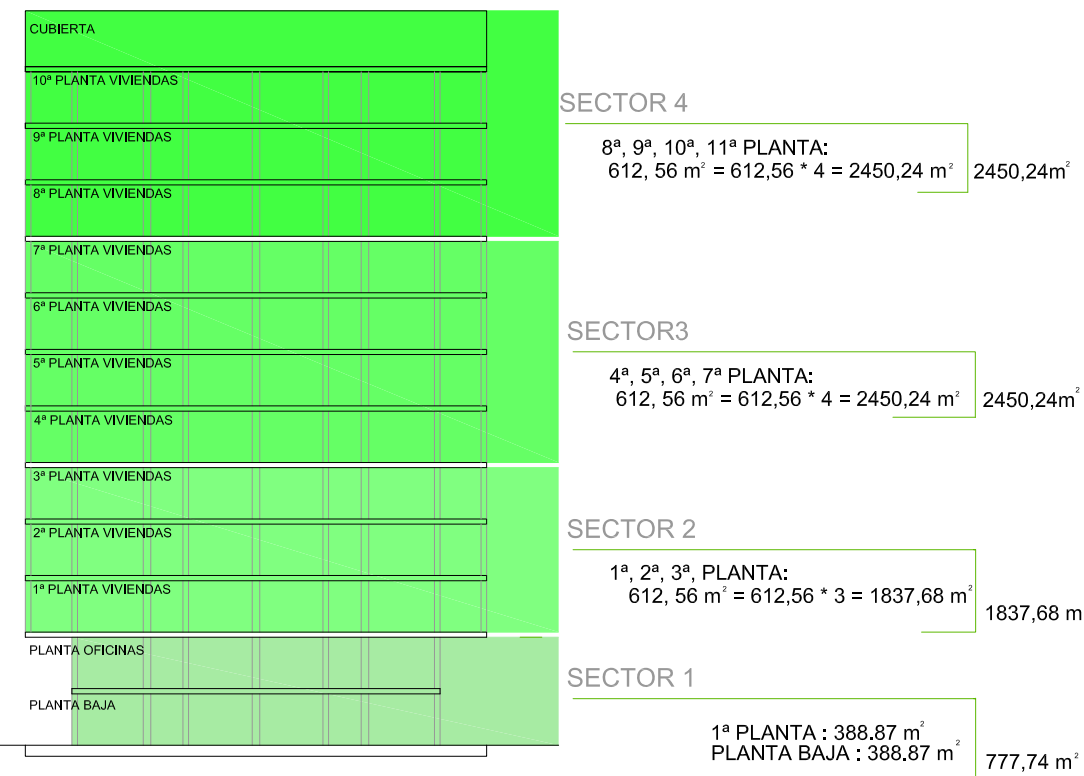 CUBIERTA
10ª PLANTA VIVIENDAS
9ª PLANTA VIVIENDAS
8ª PLANTA VIVIENDAS
7ª PLANTA VIVIENDAS
6ª PLANTA VIVIENDAS
5ª PLANTA VIVIENDAS
4ª PLANTA VIVIENDAS
3ª PLANTA VIVIENDAS
2ª PLANTA VIVIENDAS
1ª PLANTA VIVIENDAS
PLANTA OFICINAS
PLANTA BAJA
SECTOR 4
8ª, 9ª, 10ª, 11ª PLANTA:
612, 56 m² = 612,56 * 4 = 2450,24 m²
2450,24m²
SECTOR3
4ª, 5ª, 6ª, 7ª PLANTA:
612, 56 m² = 612,56 * 4 = 2450,24 m²
2450,24m²
SECTOR 2
1ª, 2ª, 3ª, PLANTA:
612, 56 m² = 612,56 * 3 = 1837,68 m²
1837,68 m
SECTOR 1
1ª PLANTA : 388.87 m²
PLANTA BAJA : 388.87 m²
777,74 m²